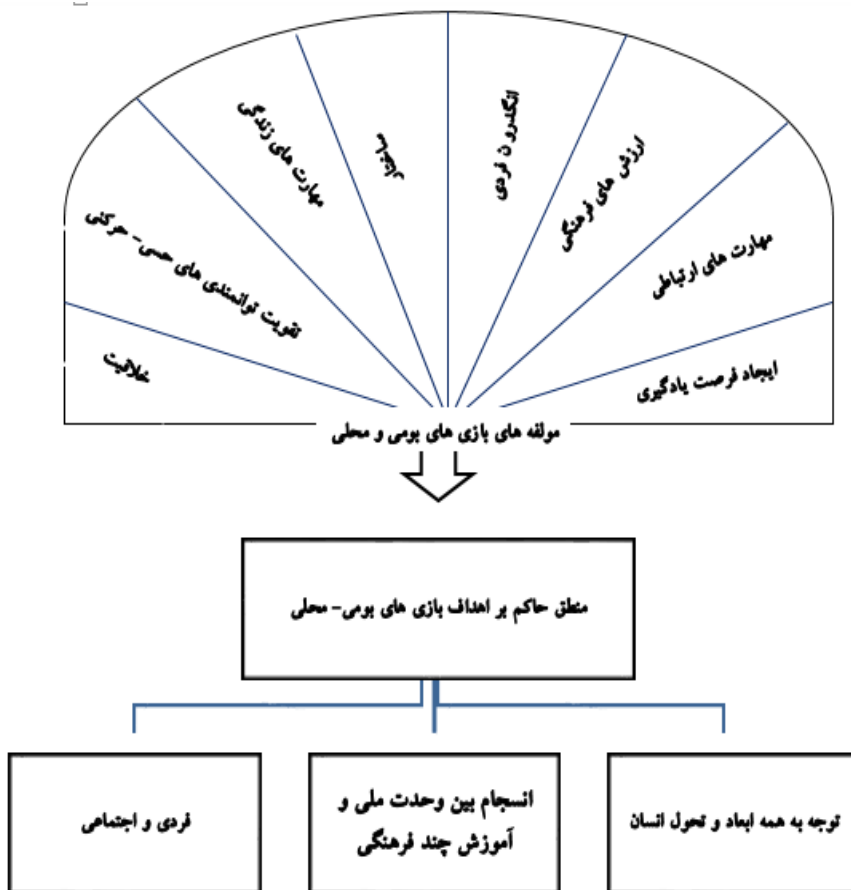 ایجاد فرصت یادگیری
مهارت های ارتباطی
ارزش های فرهنگی
انگدرون فردی
ساختار
مهارت های زندگی
تقویت توانمندی های حسی- حرکتی
خلاقیت
مولفه های بازی های بومی و محلی
منطق حاکم بر اهداف بازی های بومی- محلی
توجه به همه ابعاد و تحول انسان
انسجام بین وحدت ملی و
آموزش چند فرهنگی
فردی و اجتماعی